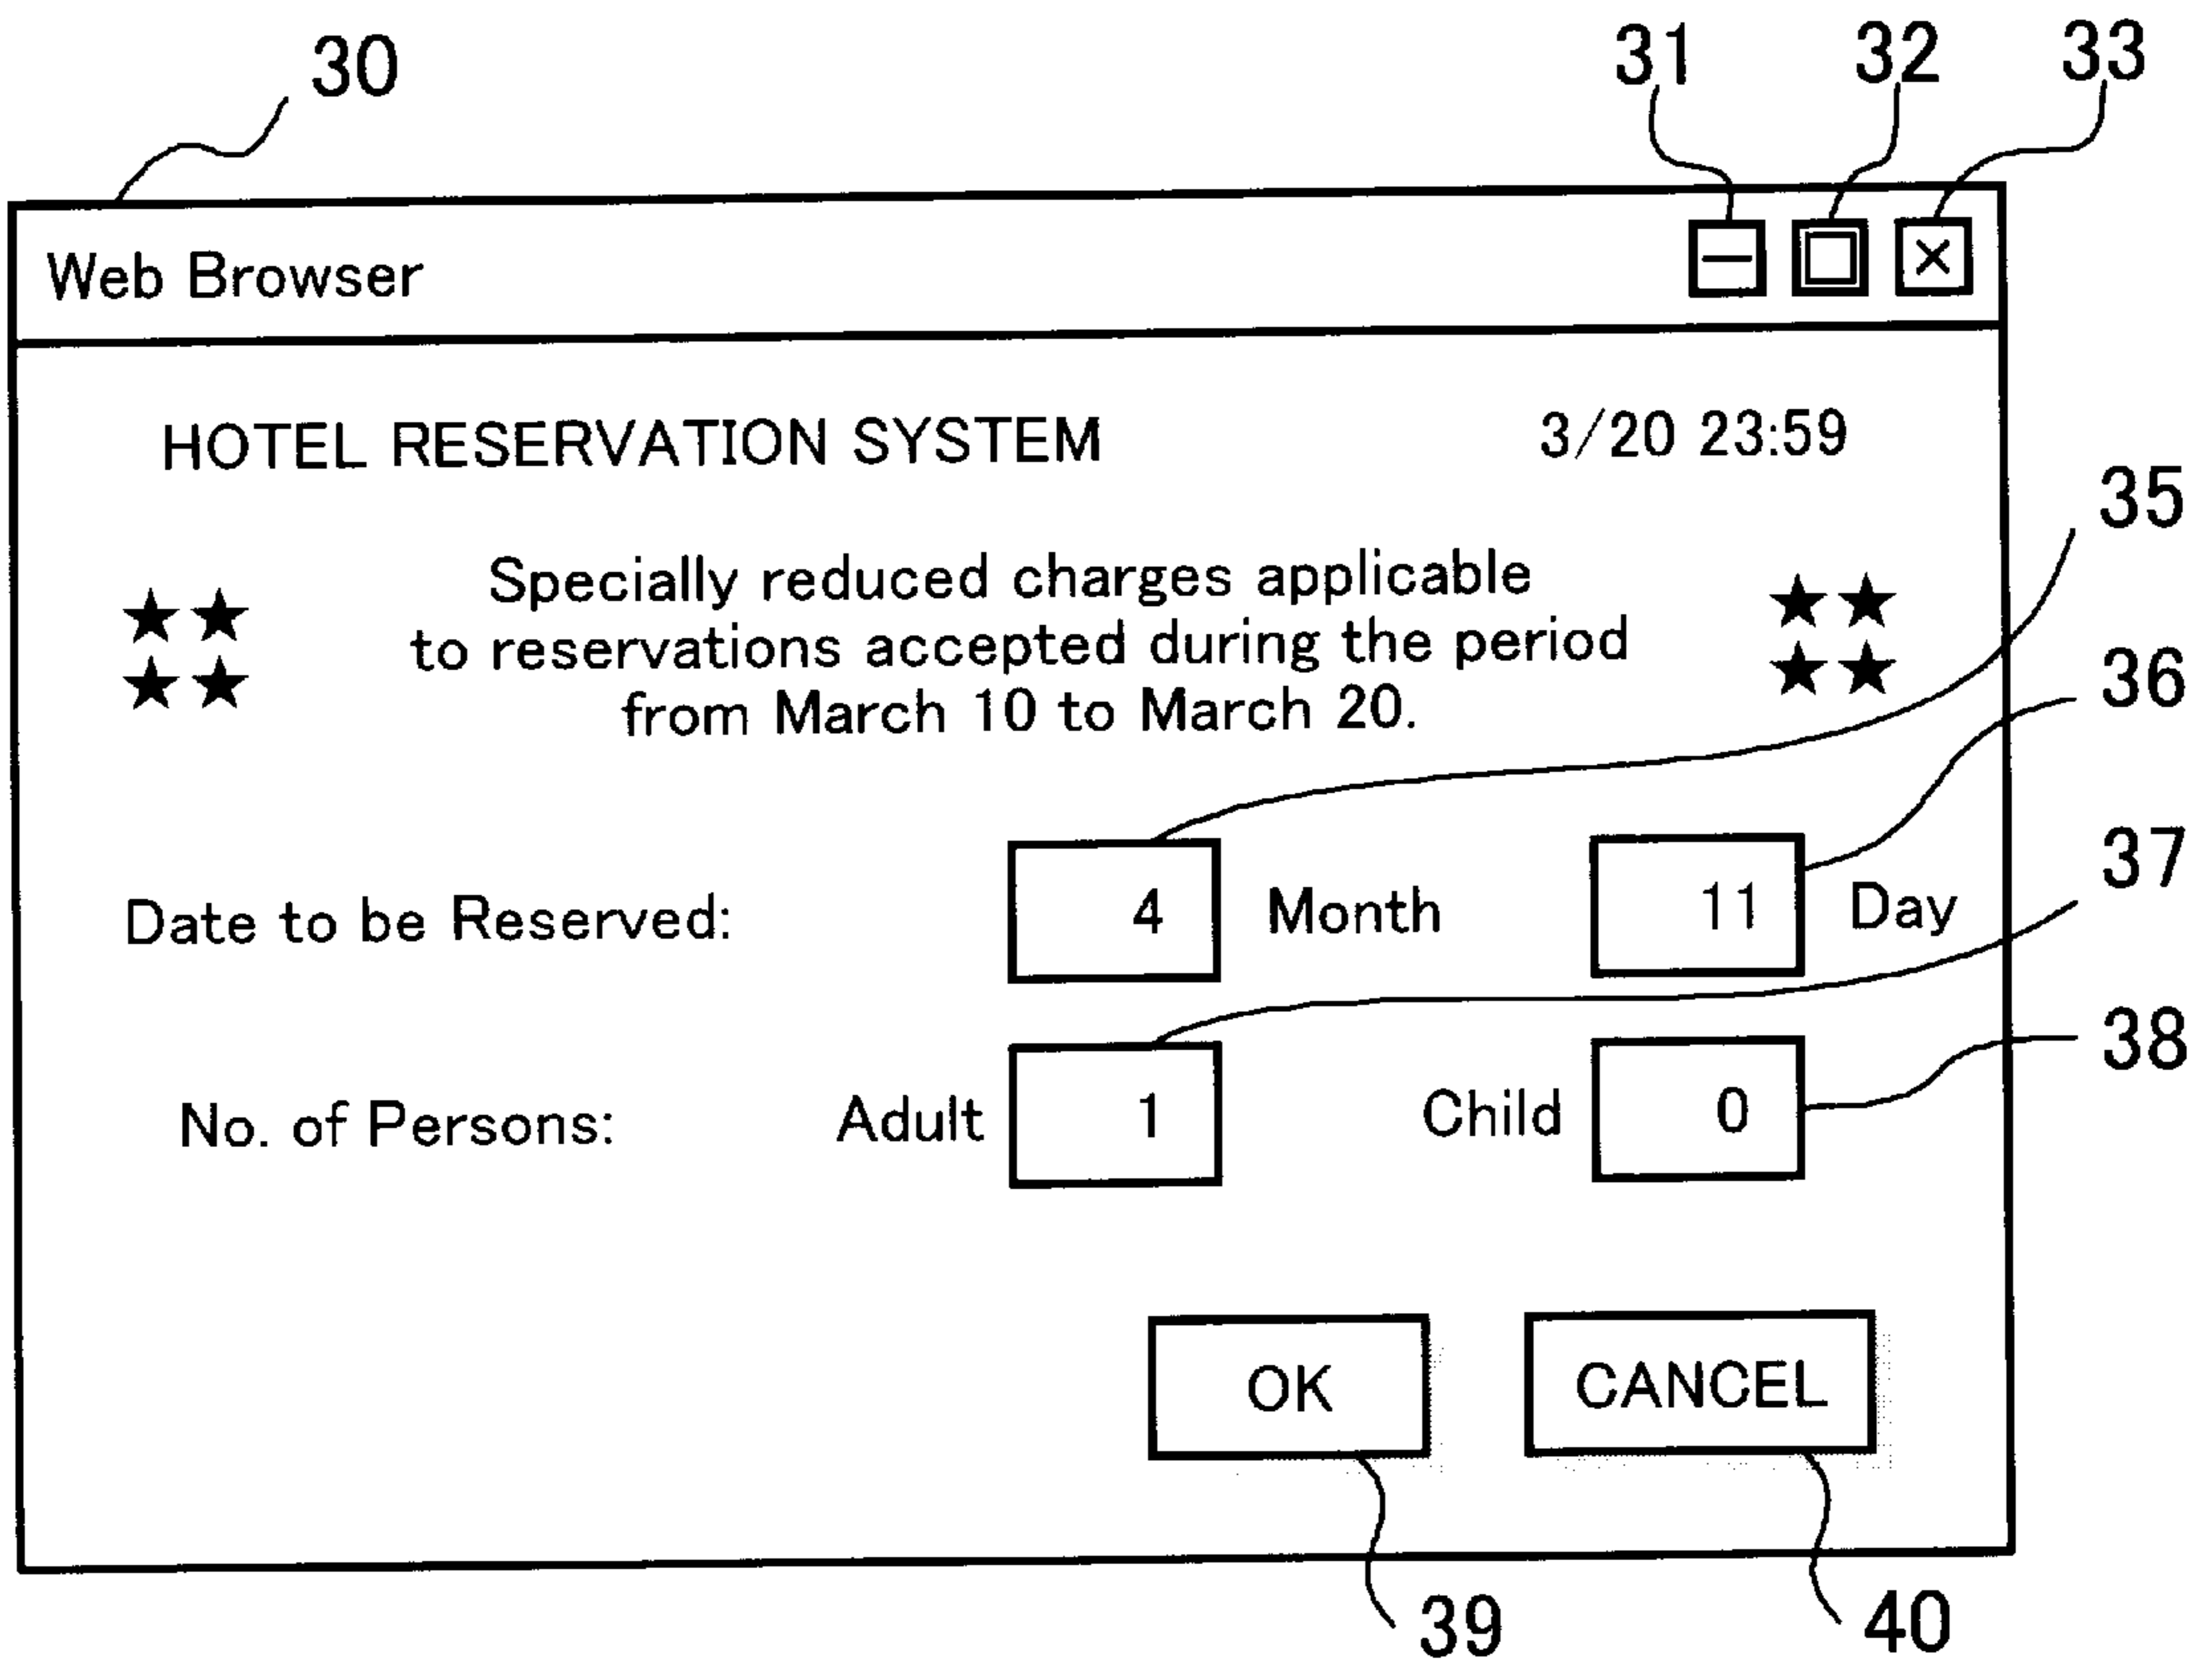 30 31 32 33
Web Browser
HOTEL RESERVATION SYSTEM 3/20 23:59
35
Specially reduced charges applicable
to reservations accepted during the period
from March 10 to March 20.
36
37
Date to be Reserved: 4 Month 11 Day
38
No. of Persons: Adult 1 Child 0
OK CANCEL
39 40